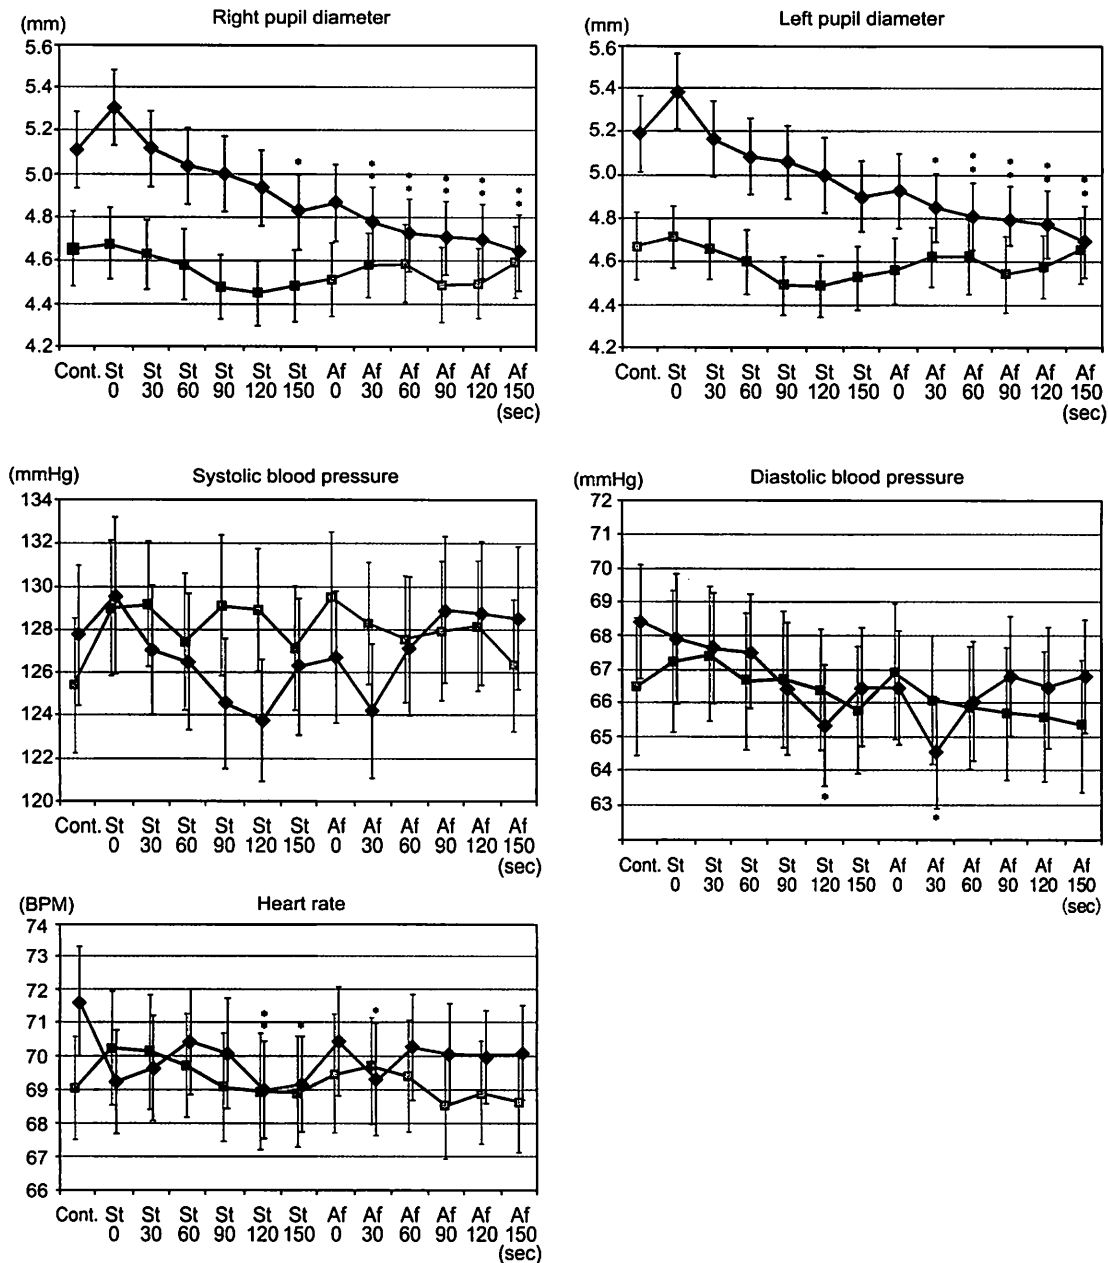 Right pupil diameter
(mm)
5.6
5.4
5.2
5.0
4.8
4.6
4.4
4.2
* * * * * * * * * * *
Cont. St St St St St St Af Af Af Af Af Af
0 30 60 90 120 150 0 30 60 90 120 150
(sec)
Left pupil diameter
(mm)
5.6
5.4
5.2
5.0
4.8
4.6
4.4
4.2
* * * * * * * * *
Cont. St St St St St St Af Af Af Af Af Af
0 30 60 90 120 150 0 30 60 90 120 150
(sec)
Systolic blood pressure
(mmHg)
134
132
130
128
126
124
122
120
Cont. St St St St St St Af Af Af Af Af Af
0 30 60 90 120 150 0 30 60 90 120 150
(sec)
Diastolic blood pressure
(mmHg)
72
71
70
69
68
67
66
65
64
63
* *
Cont. St St St St St St Af Af Af Af Af Af
0 30 60 90 120 150 0 30 60 90 120 150
(sec)
Heart rate
(BPM)
74
73
72
71
70
69
68
67
66
* * * *
Cont. St St St St St St Af Af Af Af Af Af
0 30 60 90 120 150 0 30 60 90 120 150
(sec)